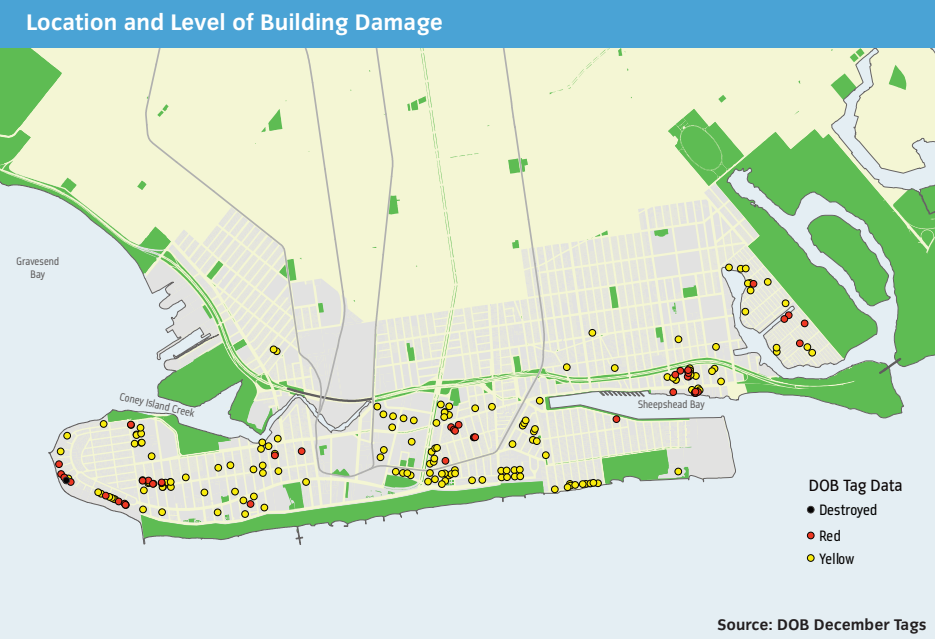 Location and Level of Building Damage
Gravesend
Bay
Coney Island Creek
Sheepshead Bay
DOB Tag Data
Destroyed
Red
Yellow
Source: DOB December Tags